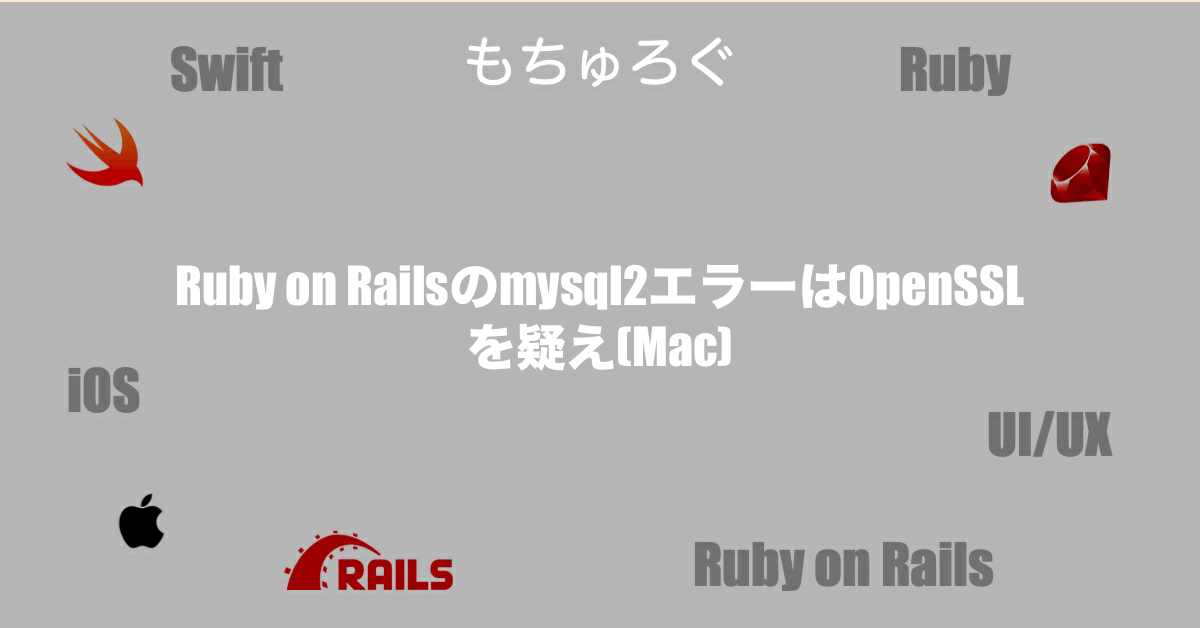 Swift
もちゅろぐ
Ruby
Ruby on Railsのmysql2エラーはOpenSSL
を疑え(Mac)
iOS
UI/UX
RAILS
Ruby on Rails